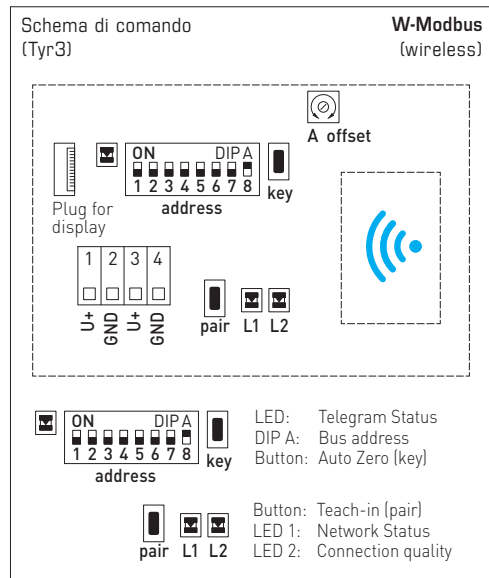 Schema di comando
(Tyr3)
W-Modbus
(wireless)
A offset
ON DIP A
1 2 3 4 5 6 7 8
address
key
Plug for
display
1 2 3 4
U+ GND U+ GND
pair L1 L2
ON DIP A
1 2 3 4 5 6 7 8
address
key
LED: Telegram Status
DIP A: Bus address
Button: Auto Zero (key)
pair L1 L2
Button: Teach-in (pair)
LED 1: Network Status
LED 2: Connection quality